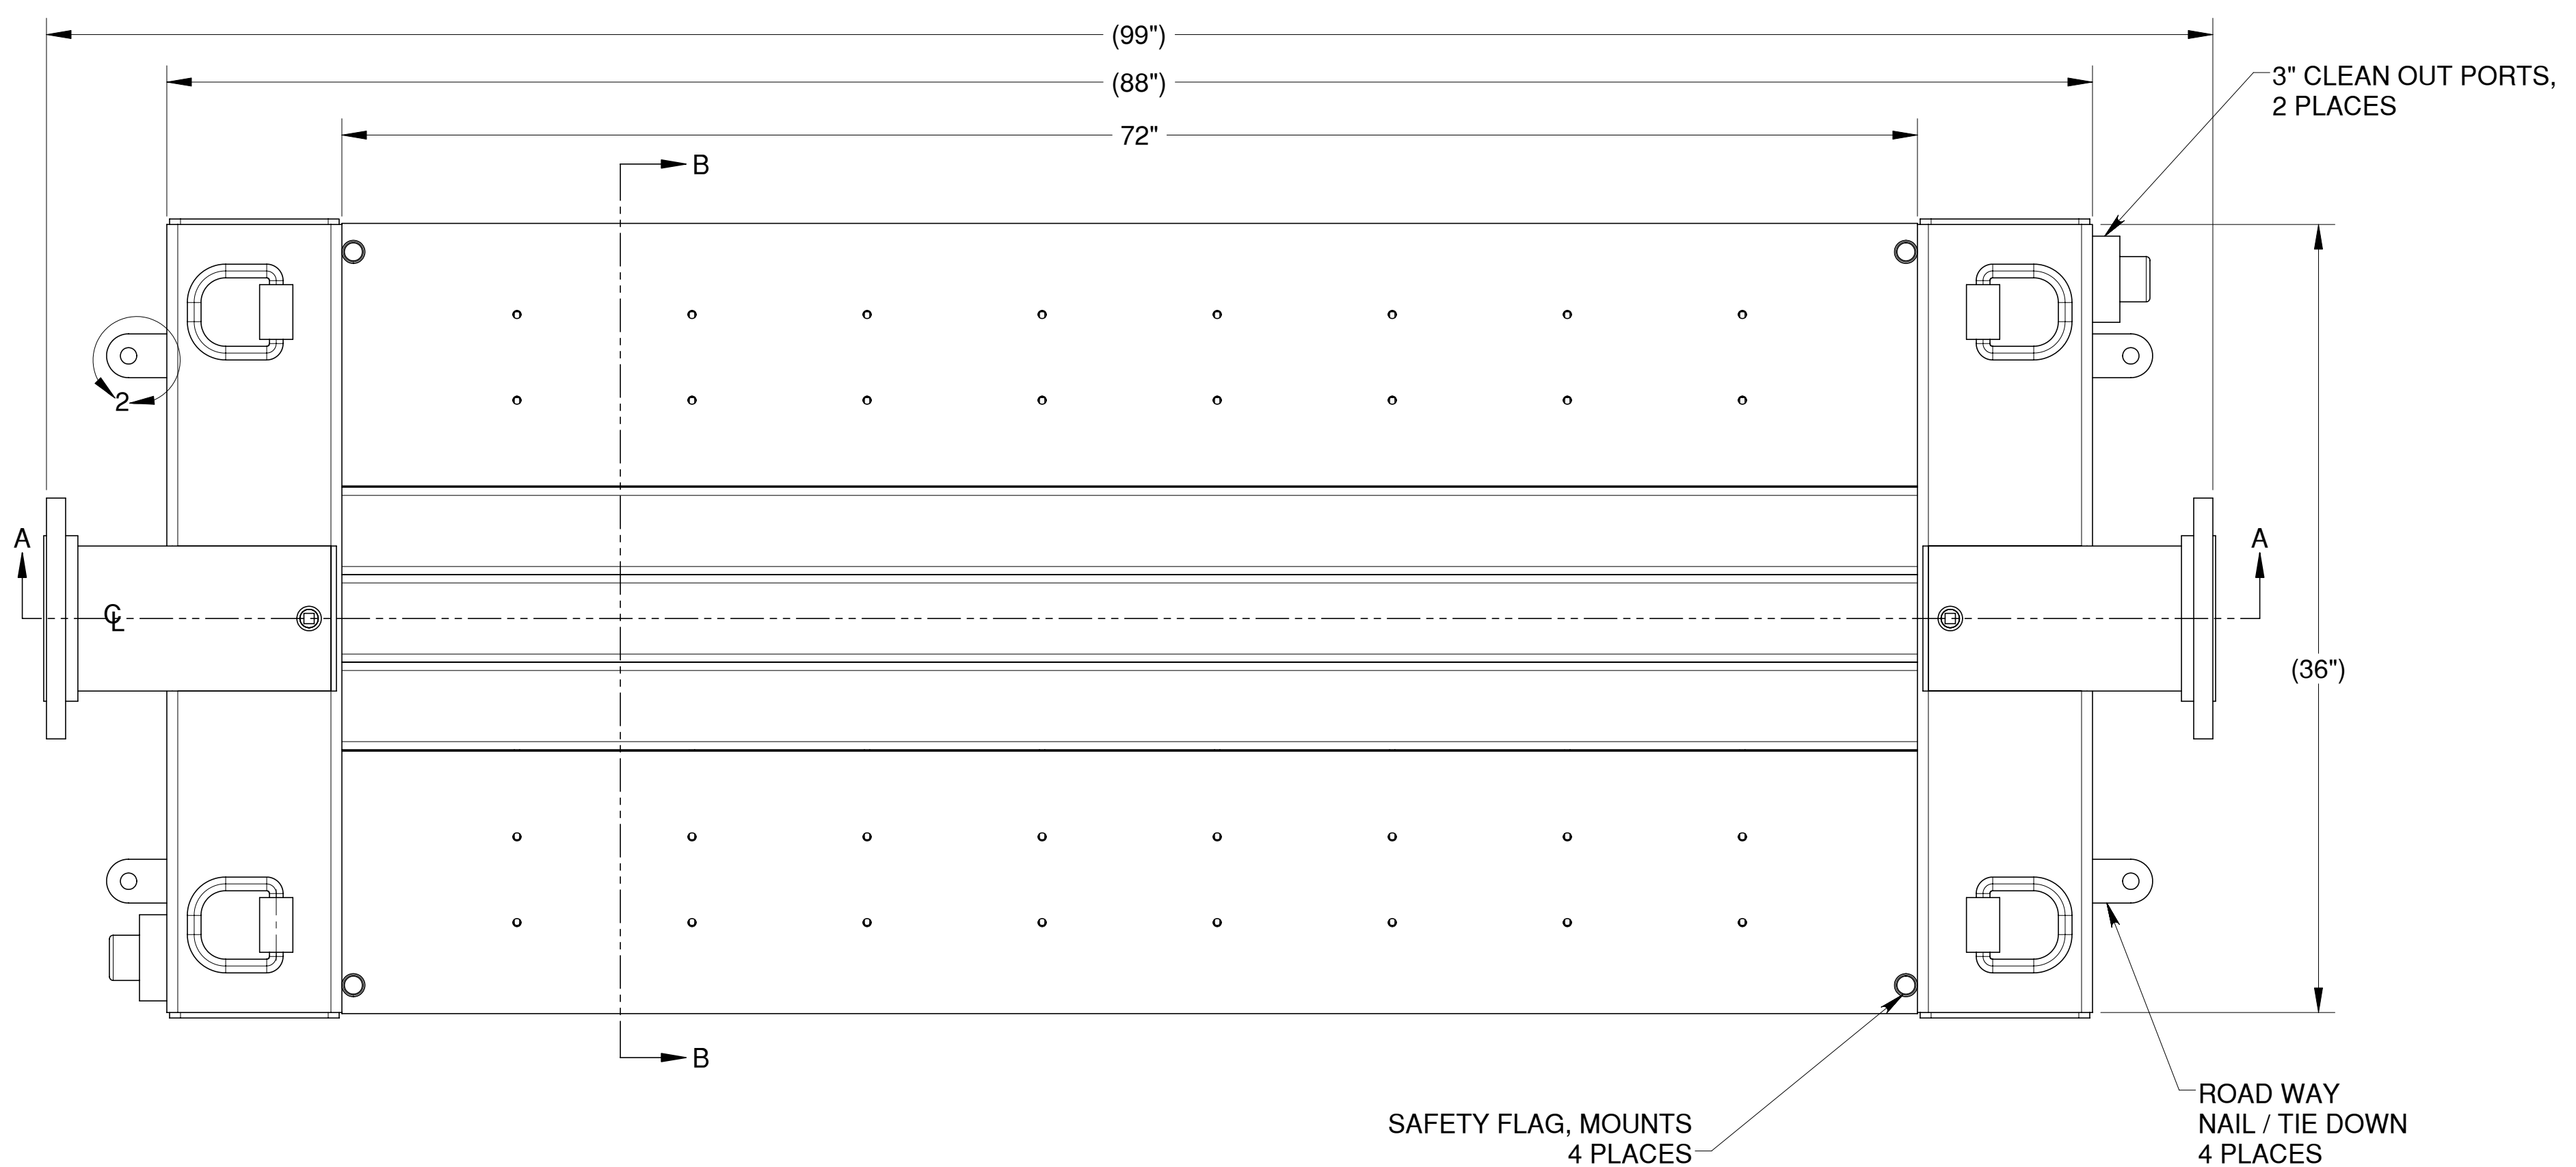 (99")
(88")
3" CLEAN OUT PORTS,
2 PLACES
72"
B
2
A
A
℄
(36")
B
ROAD WAY
NAIL / TIE DOWN
4 PLACES
SAFETY FLAG, MOUNTS
4 PLACES